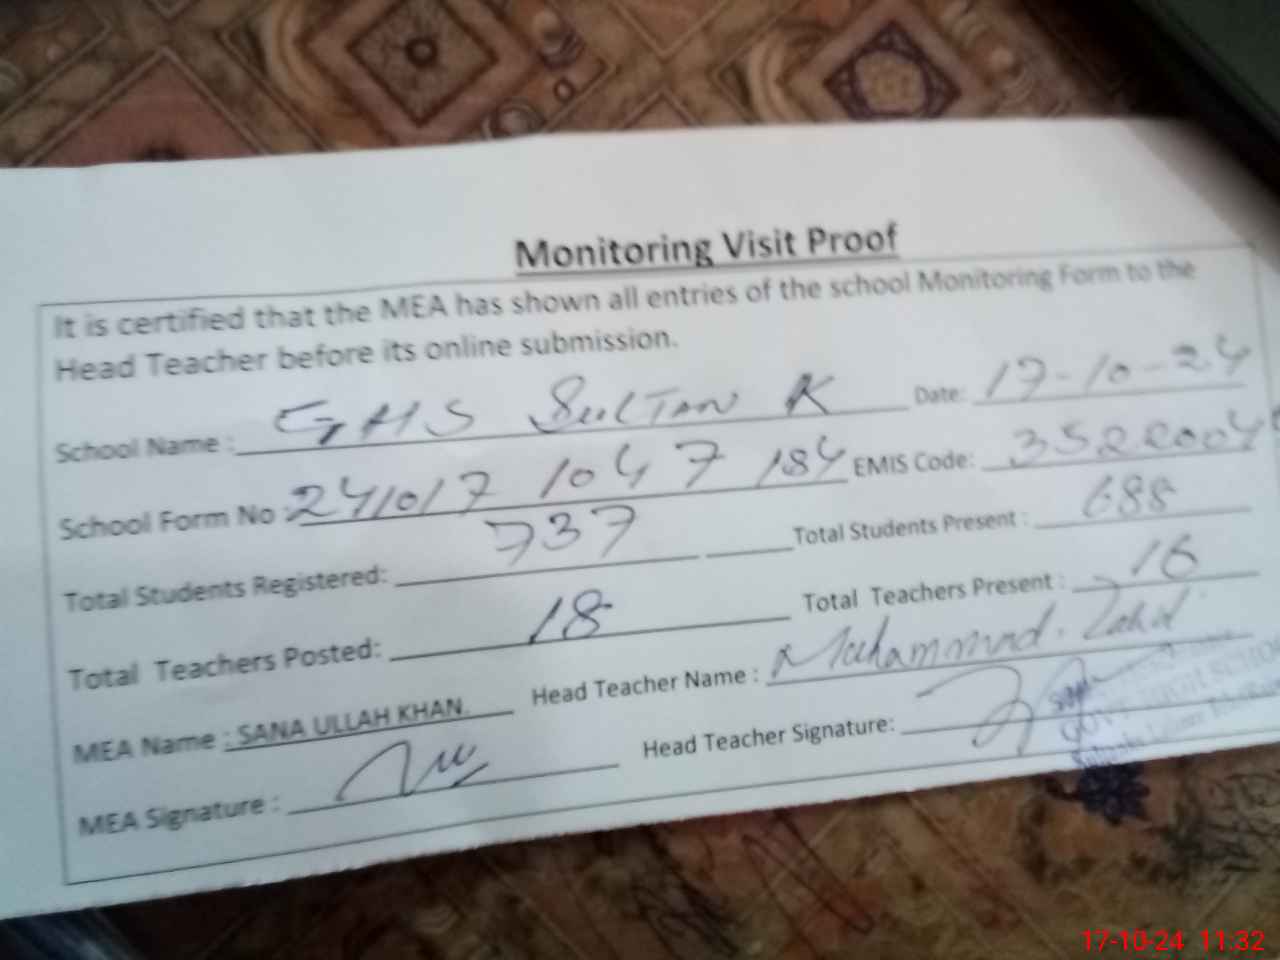 Monitoring Visit Proof
It is certified that the MEA has shown all entries of the school Monitoring Form to the
Head Teacher before its online submission.
School Name : GHS Sultan K Date: 17-10-24
School Form No : 241017 1047 184 EMIS Code: 3522004
Total Students Registered: 737 Total Students Present : 688
Total Teachers Posted: 18 Total Teachers Present : 16
MEA Name : SANA ULLAH KHAN. Head Teacher Name : Muhammad. Zahid
MEA Signature : Head Teacher Signature:
17-10-24 11:32